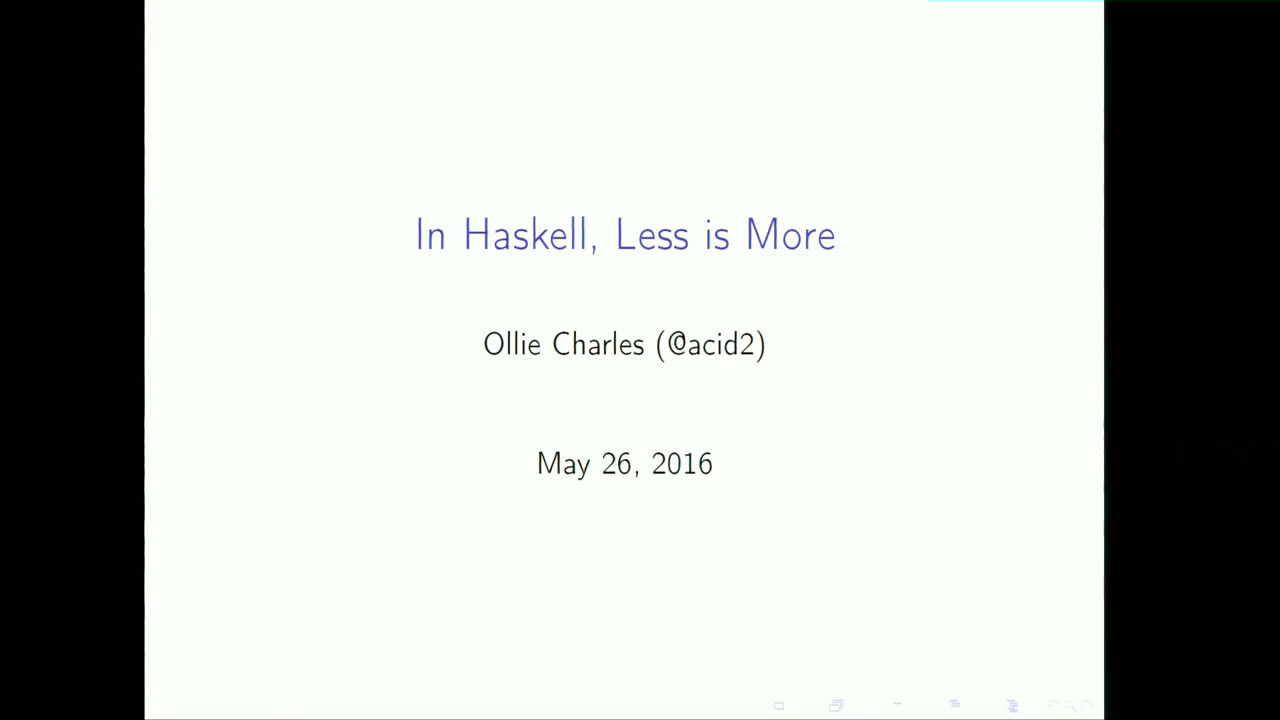 In Haskell, Less is More
Ollie Charles (@acid2)
May 26, 2016